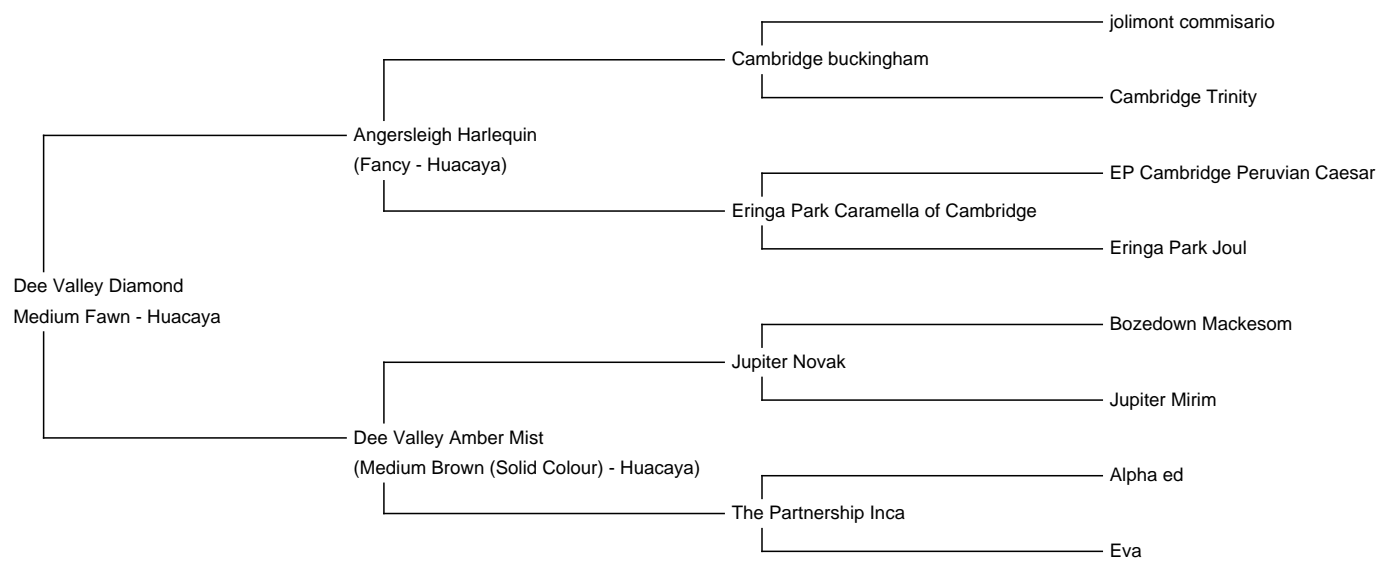 jolimont commisario
Cambridge buckingham
Cambridge Trinity
Angersleigh Harlequin
(Fancy - Huacaya)
EP Cambridge Peruvian Caesar
Eringa Park Caramella of Cambridge
Eringa Park Joul
Dee Valley Diamond
Medium Fawn - Huacaya
Bozedown Mackesom
Jupiter Novak
Jupiter Mirim
Dee Valley Amber Mist
(Medium Brown (Solid Colour) - Huacaya)
Alpha ed
The Partnership Inca
Eva